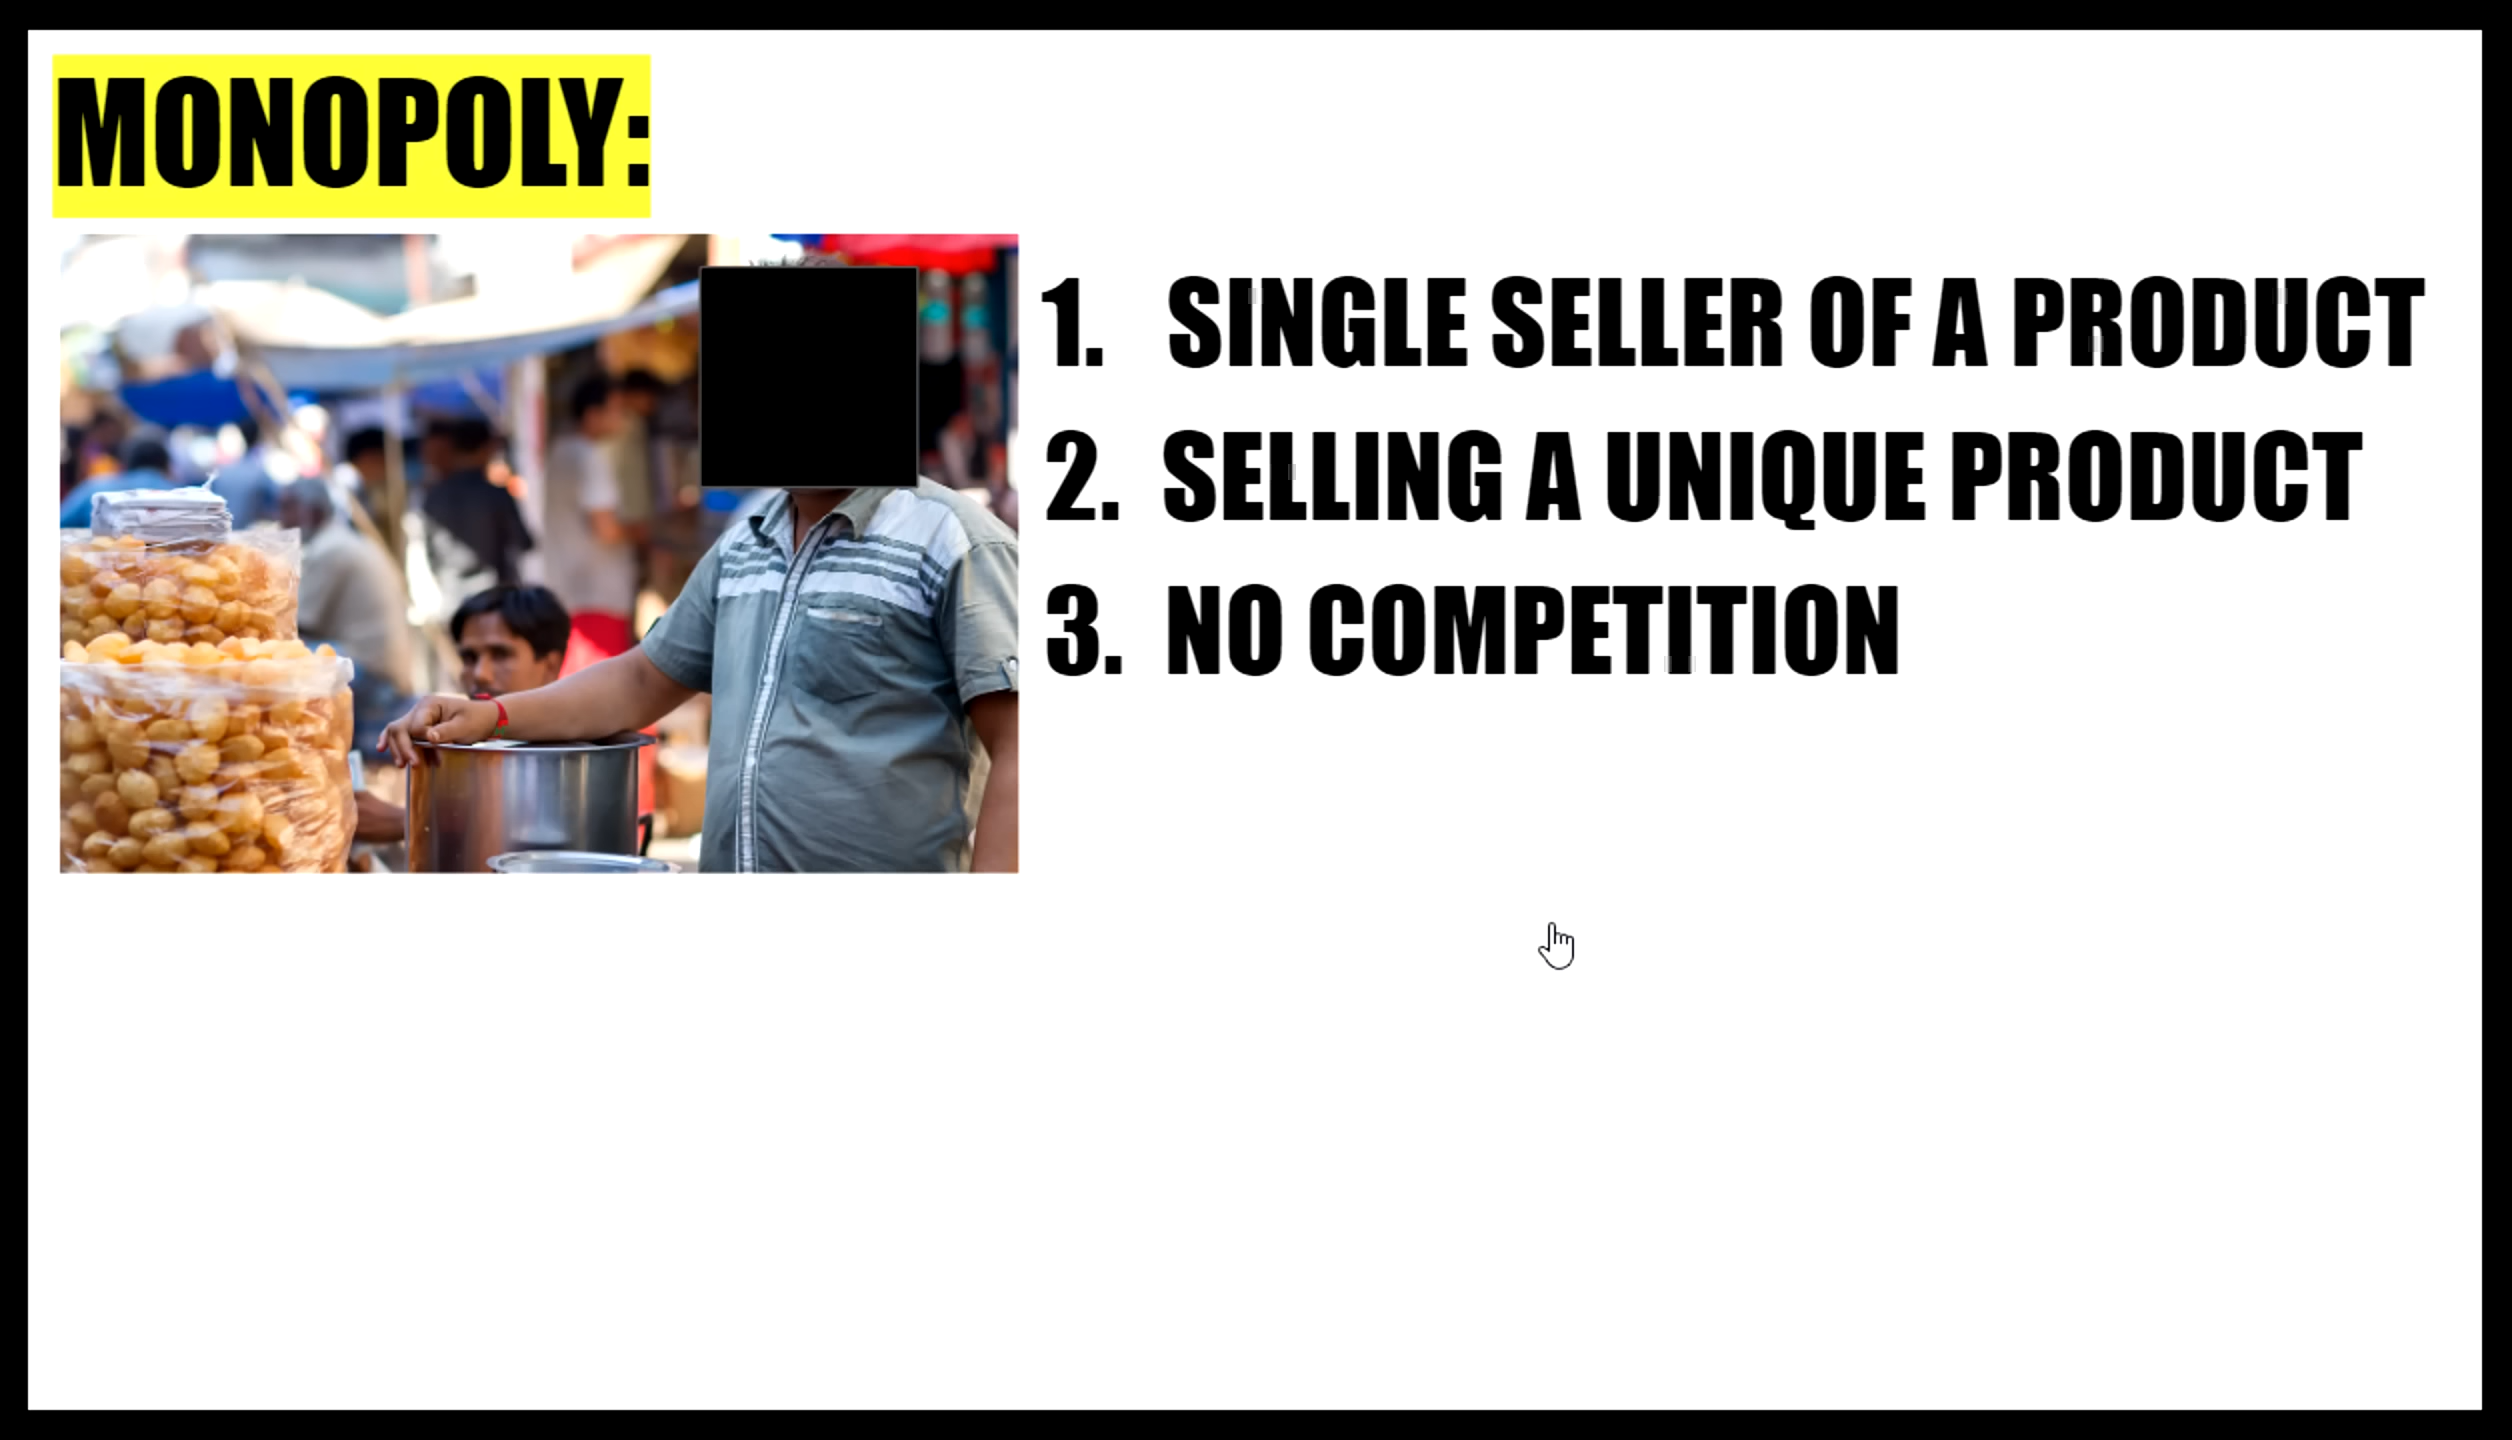 MONOPOLY:
1. SINGLE SELLER OF A PRODUCT
2. SELLING A UNIQUE PRODUCT
3. NO COMPETITION